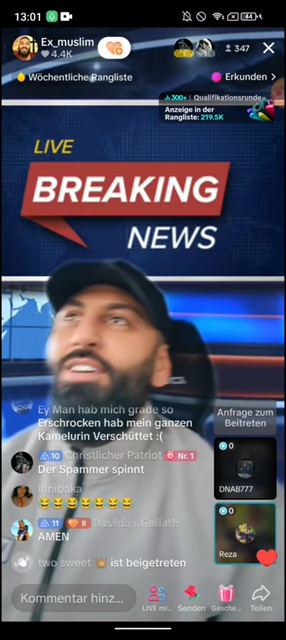 13:01
44
Ex_muslim
4.4K
347
Wöchentliche Rangliste
Erkunden >
300+ | Qualifikationsrunde
Anzeige in der
Rangliste: 219.5K
LIVE
BREAKING
NEWS
Ey Man hab mich grade so
Erschrocken hab mein ganzen
Kamelurin Verschüttet :(
10 Christlicher Patriot Nr. 1
Der Spammer spinnt
irinibaka
😂😂😂😂😂😂😂
11 II David.vs.Goliath
AMEN
two sweet 💥 ist beigetreten
Anfrage zum
Beitreten
0
DNAB777
0
Reza
Kommentar hinz...
LIVE mi...
Senden
Gesche...
Teilen